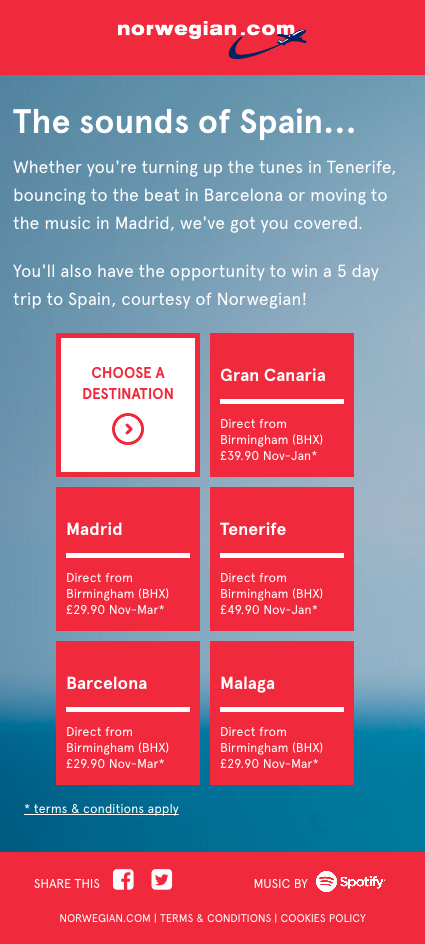 norwegian.com
The sounds of Spain...
Whether you're turning up the tunes in Tenerife,
bouncing to the beat in Barcelona or moving to
the music in Madrid, we've got you covered.
You'll also have the opportunity to win a 5 day
trip to Spain, courtesy of Norwegian!
CHOOSE A
DESTINATION
Gran Canaria
Direct from
Birmingham (BHX)
£39.90 Nov-Jan*
Madrid
Direct from
Birmingham (BHX)
£29.90 Nov-Mar*
Tenerife
Direct from
Birmingham (BHX)
£49.90 Nov-Jan*
Barcelona
Direct from
Birmingham (BHX)
£29.90 Nov-Mar*
Malaga
Direct from
Birmingham (BHX)
£29.90 Nov-Mar*
* terms & conditions apply
SHARE THIS
MUSIC BY Spotify
NORWEGIAN.COM | TERMS & CONDITIONS | COOKIES POLICY